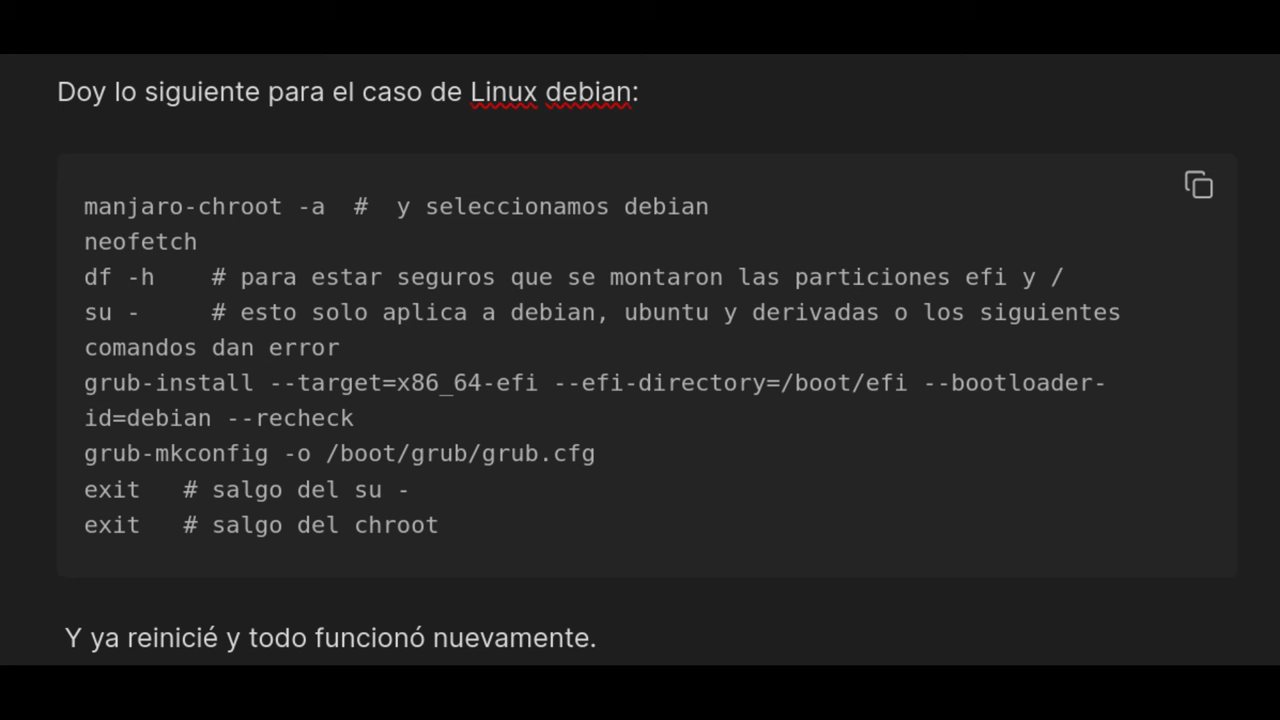 Doy lo siguiente para el caso de Linux debian:
manjaro-chroot -a  #  y seleccionamos debian
neofetch
df -h    # para estar seguros que se montaron las particiones efi y /
su -     # esto solo aplica a debian, ubuntu y derivadas o los siguientes
comandos dan error
grub-install --target=x86_64-efi --efi-directory=/boot/efi --bootloader-
id=debian --recheck
grub-mkconfig -o /boot/grub/grub.cfg
exit   # salgo del su -
exit   # salgo del chroot
Y ya reinicié y todo funcionó nuevamente.